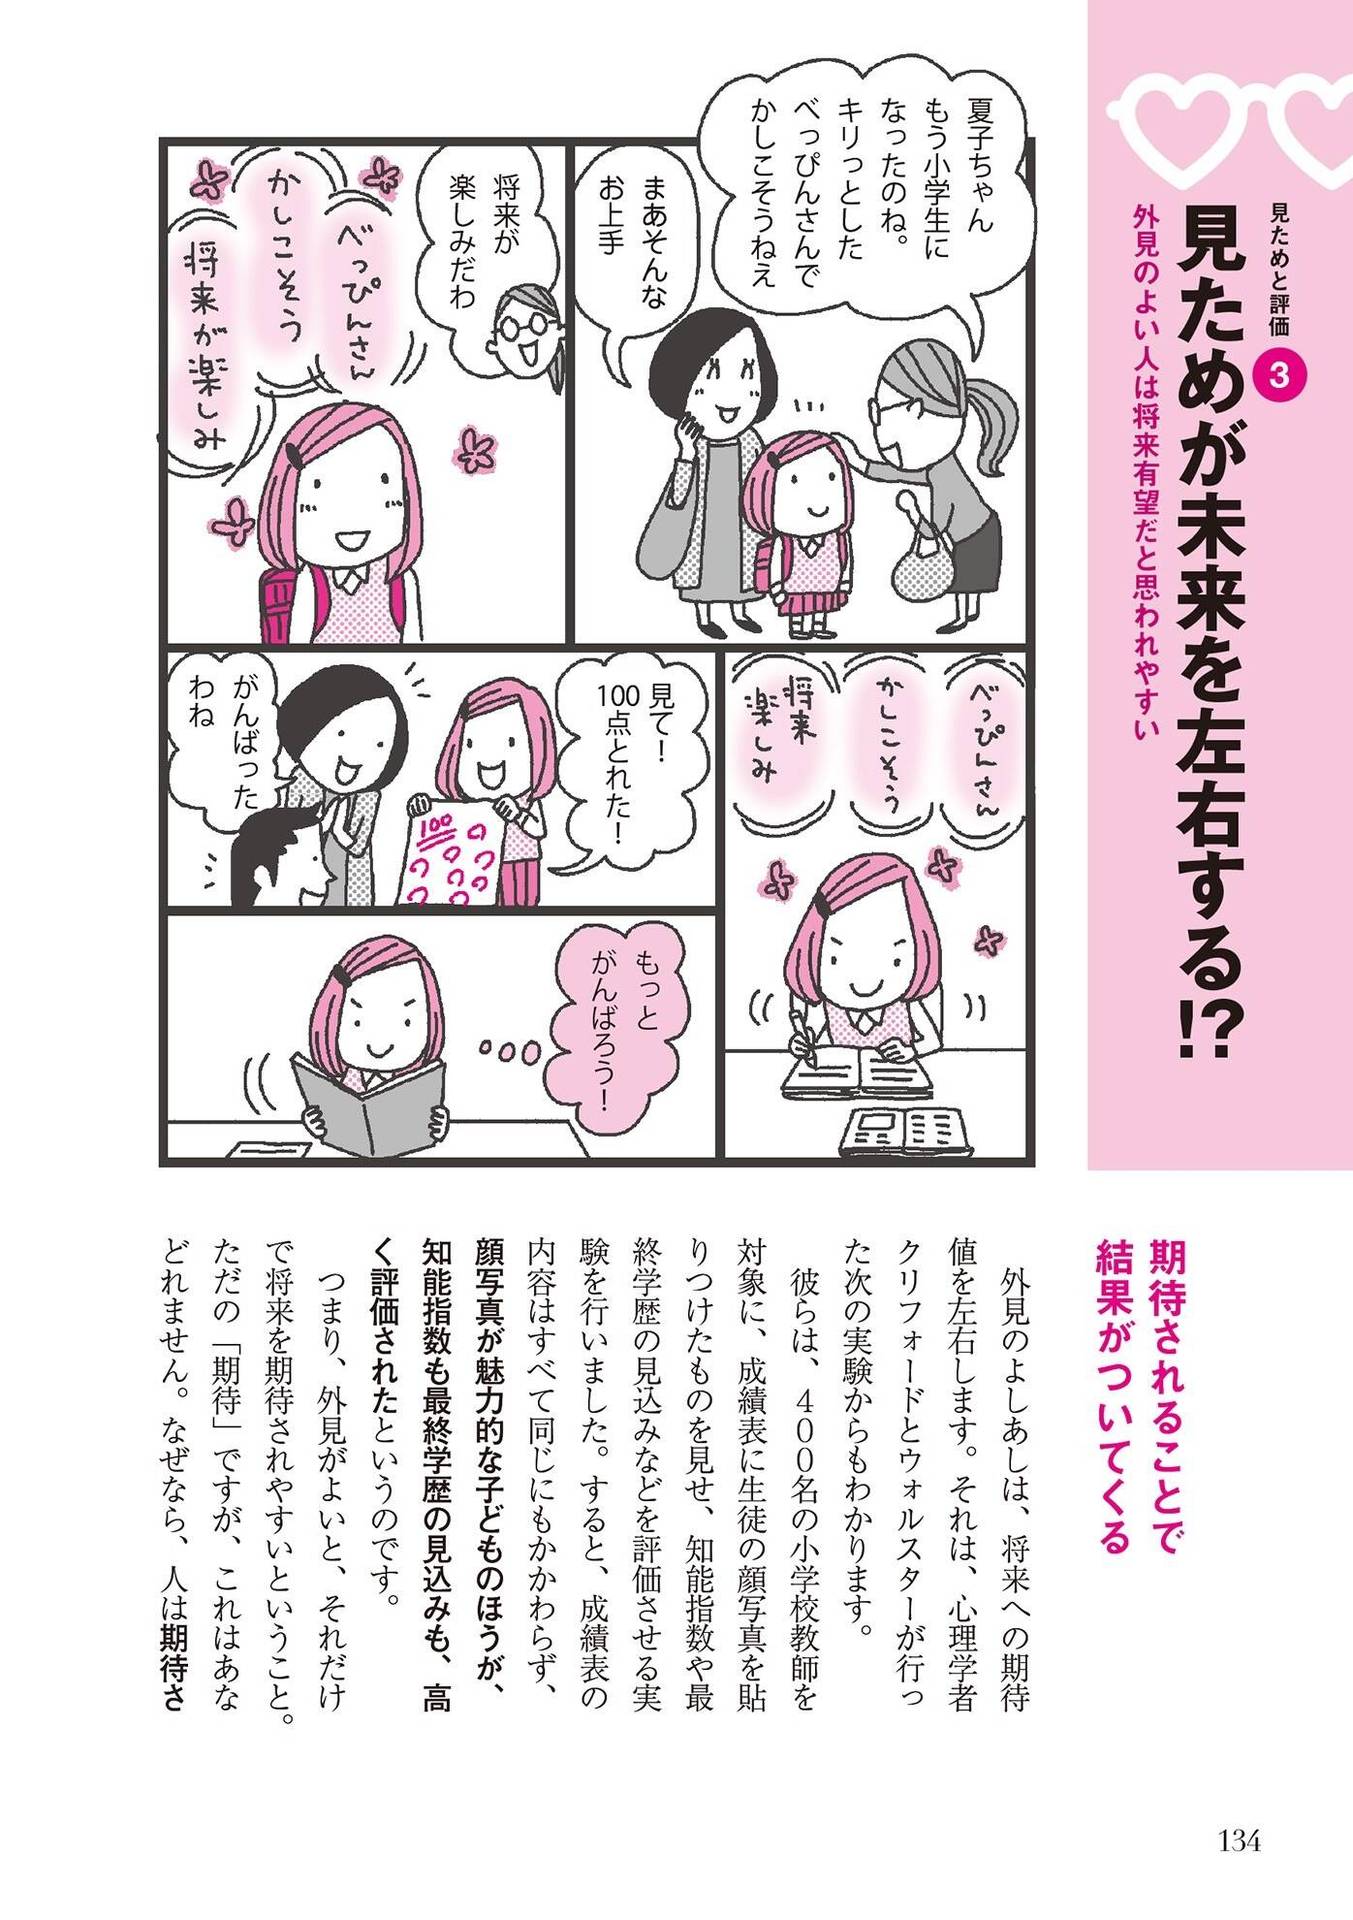 見ためと評価
3
見ためが未来を左右する!?
外見のよい人は将来有望だと思われやすい
夏子ちゃん
もう小学生に
なったのね。
キリっとした
べっぴんさんで
かしこそうねえ
まあそんな
お上手
将来が
楽しみだわ
べっぴんさん
かしこそう
将来が楽しみ
べっぴんさん
かしこそう
将来
楽しみ
見て!
100点とれた!
100
がんばった
わね
もっと
がんばろう!
期待されることで
結果がついてくる
外見のよしあしは、将来への期待
値を左右します。それは、心理学者
クリフォードとウォルスターが行っ
た次の実験からもわかります。
彼らは、400名の小学校教師を
対象に、成績表に生徒の顔写真を貼
りつけたものを見せ、知能指数や最
終学歴の見込みなどを評価させる実
験を行いました。すると、成績表の
内容はすべて同じにもかかわらず、
顔写真が魅力的な子どものほうが、
知能指数も最終学歴の見込みも、高
く評価されたというのです。
つまり、外見がよいと、それだけ
で将来を期待されやすいということ。
ただの「期待」ですが、これはあな
どれません。なぜなら、人は期待さ
134